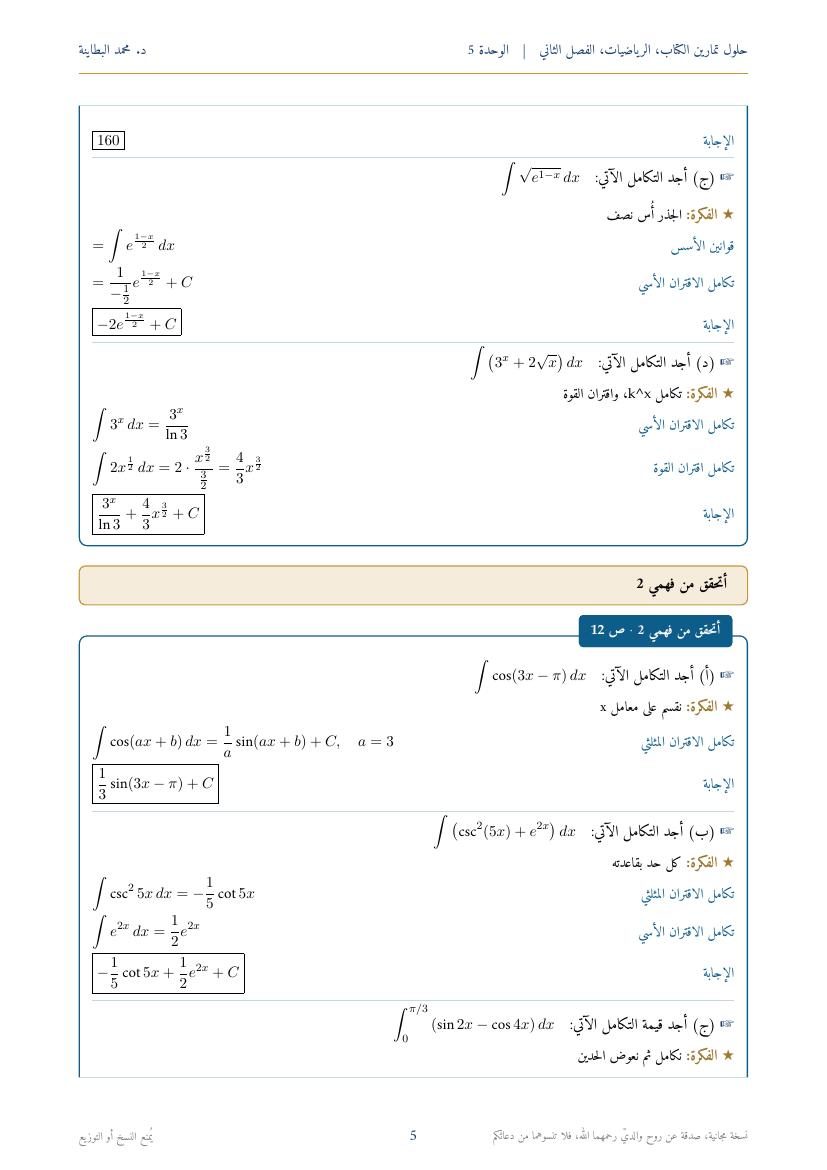 حلول تمارين الكتاب، الرياضيات، الفصل الثاني | الوحدة 5 د. محمد البطاينة
الإجابة 160
☞ (ج) أجد التكامل الآتي: ∫ √(e^{1−x}) dx
★ الفكرة: الجذر أُس نصف
قوانين الأسس = ∫ e^{(1−x)/2} dx
تكامل الاقتران الأسي = 1/(−1/2) e^{(1−x)/2} + C
الإجابة −2e^{(1−x)/2} + C
☞ (د) أجد التكامل الآتي: ∫ (3^x + 2√x) dx
★ الفكرة: تكامل k^x، واقتران القوة
تكامل الاقتران الأسي ∫ 3^x dx = 3^x/ln 3
تكامل اقتران القوة ∫ 2x^{1/2} dx = 2 · x^{3/2}/(3/2) = 4/3 x^{3/2}
الإجابة 3^x/ln 3 + 4/3 x^{3/2} + C
أتحقق من فهمي 2
أتحقق من فهمي 2 · ص 12
☞ (أ) أجد التكامل الآتي: ∫ cos(3x − π) dx
★ الفكرة: نقسم على معامل x
تكامل الاقتران المثلثي ∫ cos(ax + b) dx = 1/a sin(ax + b) + C, a = 3
الإجابة 1/3 sin(3x − π) + C
☞ (ب) أجد التكامل الآتي: ∫ (csc²(5x) + e^{2x}) dx
★ الفكرة: كل حد بقاعدته
تكامل الاقتران المثلثي ∫ csc² 5x dx = −1/5 cot 5x
تكامل الاقتران الأسي ∫ e^{2x} dx = 1/2 e^{2x}
الإجابة −1/5 cot 5x + 1/2 e^{2x} + C
☞ (ج) أجد قيمة التكامل الآتي: ∫_0^{π/3} (sin 2x − cos 4x) dx
★ الفكرة: نكامل ثم نعوض الحدين
نسخة مجانية، صدقة عن روح والديّ رحمهما الله، فلا تنسوهما من دعائكم 5 يُمنع النسخ أو التوزيع